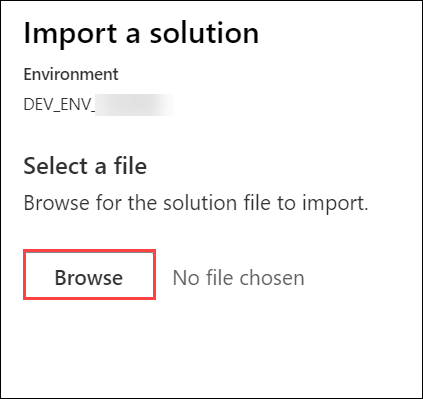 Import a solution
Environment
DEV_ENV_
Select a file
Browse for the solution file to import.
Browse No file chosen